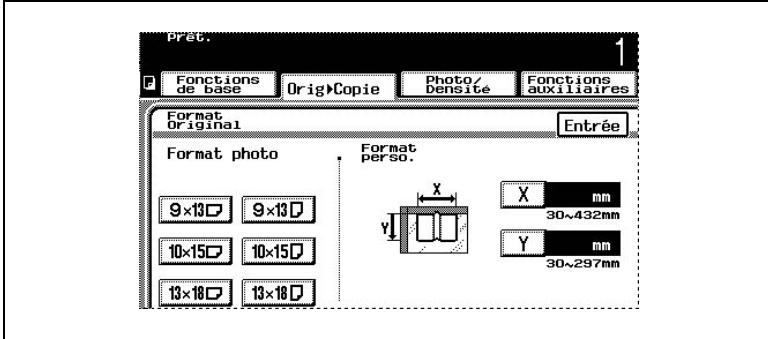 Prêt.
1
Fonctions de base
Orig▸Copie
Photo/ Densité
Fonctions auxiliaires
Format Original
Entrée
Format photo
Format perso.
9×13
9×13
10×15
10×15
13×18
13×18
X
Y
X mm
30~432mm
Y mm
30~297mm